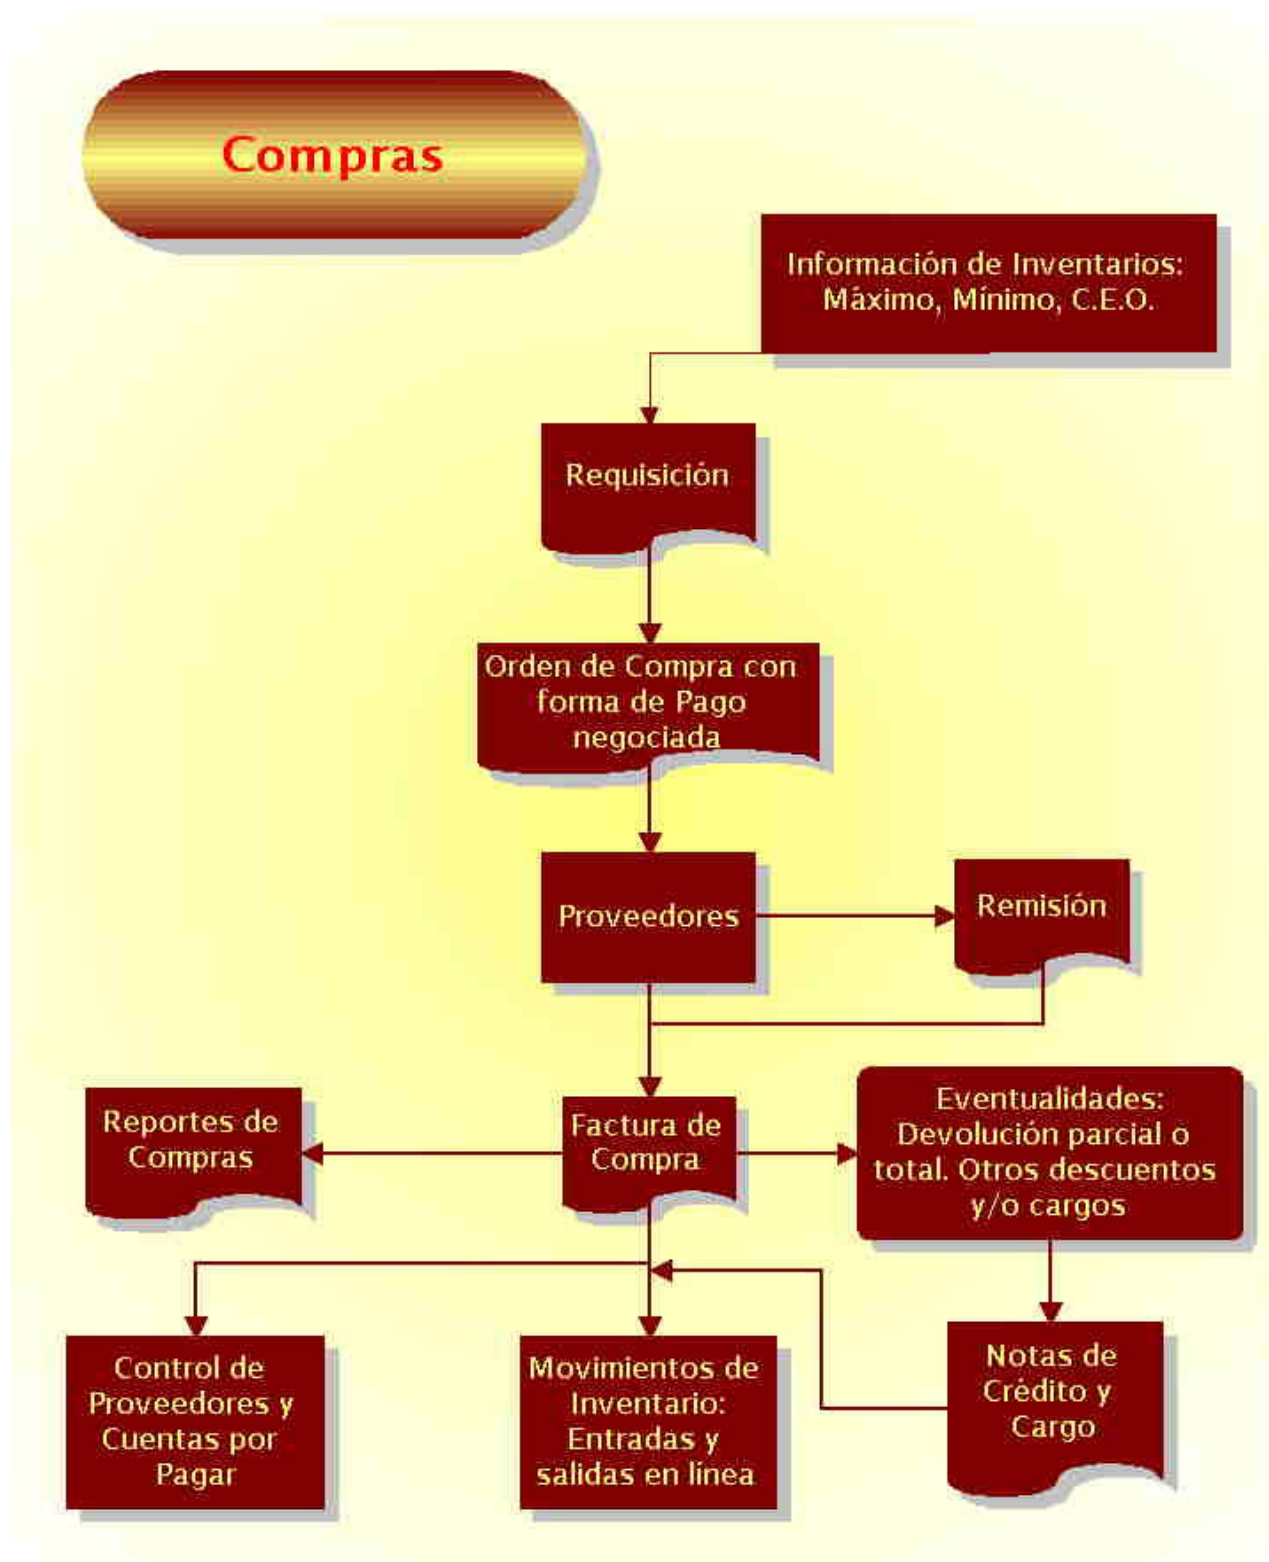 Compras
Información de Inventarios:
Máximo, Mínimo, C.E.O.
Requisición
Orden de Compra con
forma de Pago
negociada
Proveedores
Remisión
Reportes de
Compras
Factura de
Compra
Eventualidades:
Devolución parcial o
total. Otros descuentos
y/o cargos
Control de
Proveedores y
Cuentas por
Pagar
Movimientos de
Inventario:
Entradas y
salidas en línea
Notas de
Crédito y
Cargo